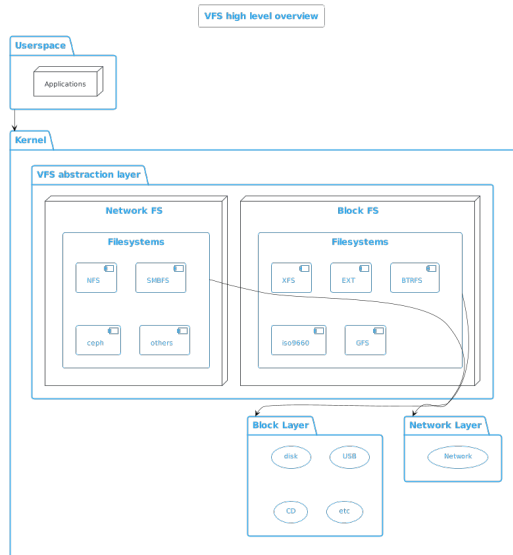 VFS high level overview
Userspace
Applications
Kernel
VFS abstraction layer
Network FS
Block FS
Filesystems
Filesystems
NFS
SMBFS
XFS
EXT
BTRFS
ceph
others
iso9660
GFS
Block Layer
Network Layer
disk
USB
Network
CD
etc